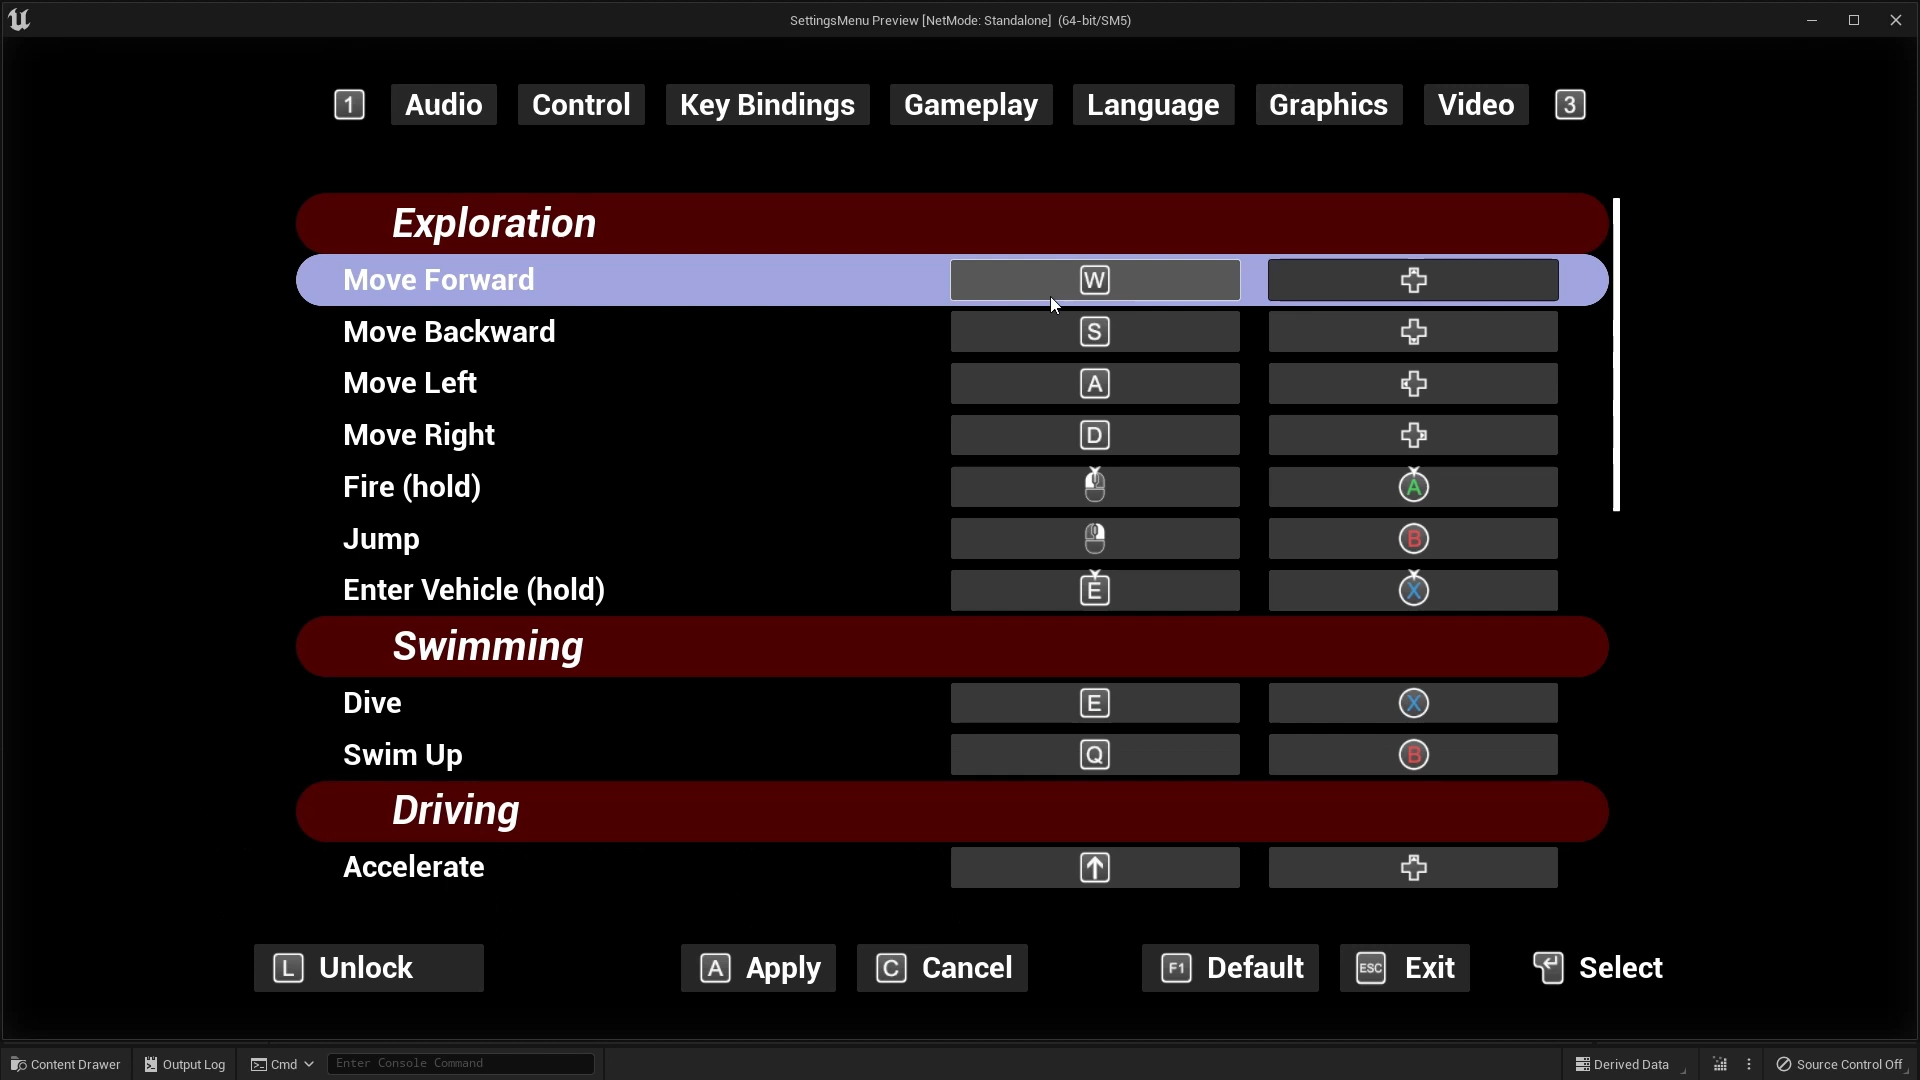 SettingsMenu Preview [NetMode: Standalone] (64-bit/SM5)
1 Audio Control Key Bindings Gameplay Language Graphics Video 3
Exploration
Move Forward W
Move Backward S
Move Left A
Move Right D
Fire (hold) A
Jump B
Enter Vehicle (hold) E X
Swimming
Dive E X
Swim Up Q B
Driving
Accelerate
L Unlock A Apply C Cancel F1 Default ESC Exit Select
Content Drawer Output Log Cmd Enter Console Command Derived Data Source Control Off